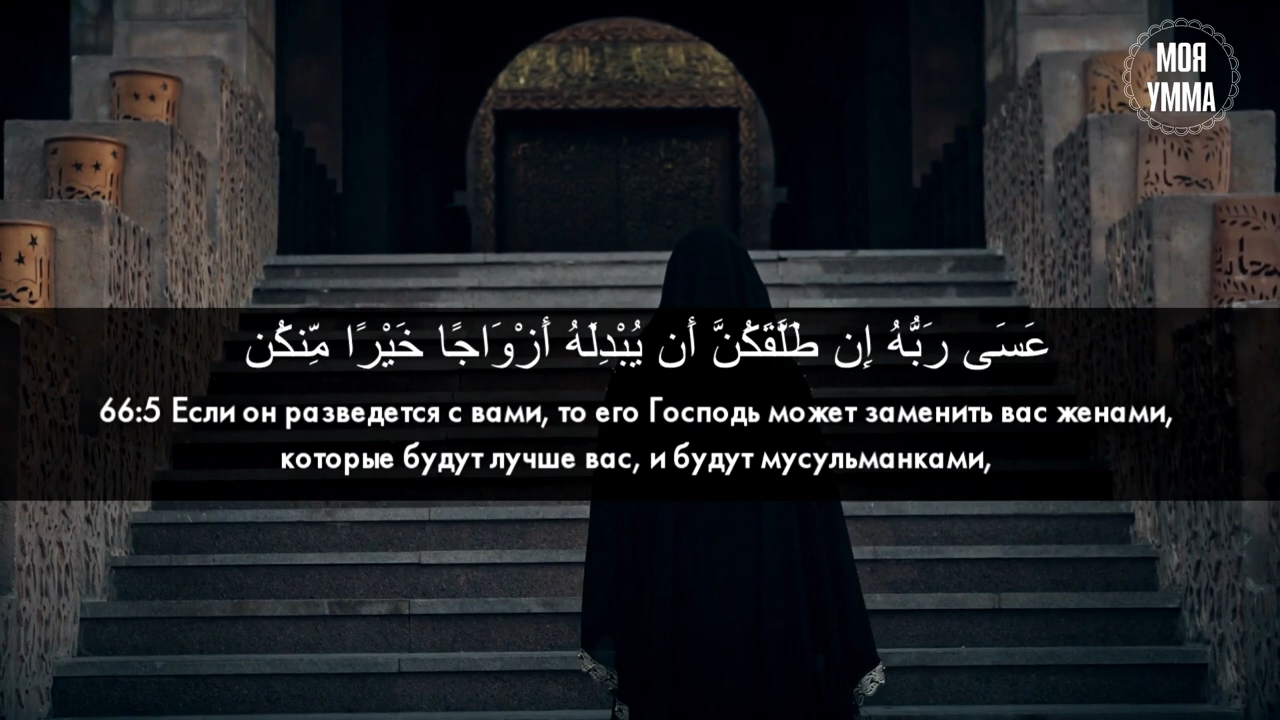 МОЯ
УММА
عَسَى رَبُّهُ إِن طَلَّقَكُنَّ أَن يُبْدِلَهُ أَزْوَاجًا خَيْرًا مِّنكُن
66:5 Если он разведется с вами, то его Господь может заменить вас женами,
которые будут лучше вас, и будут мусульманками,